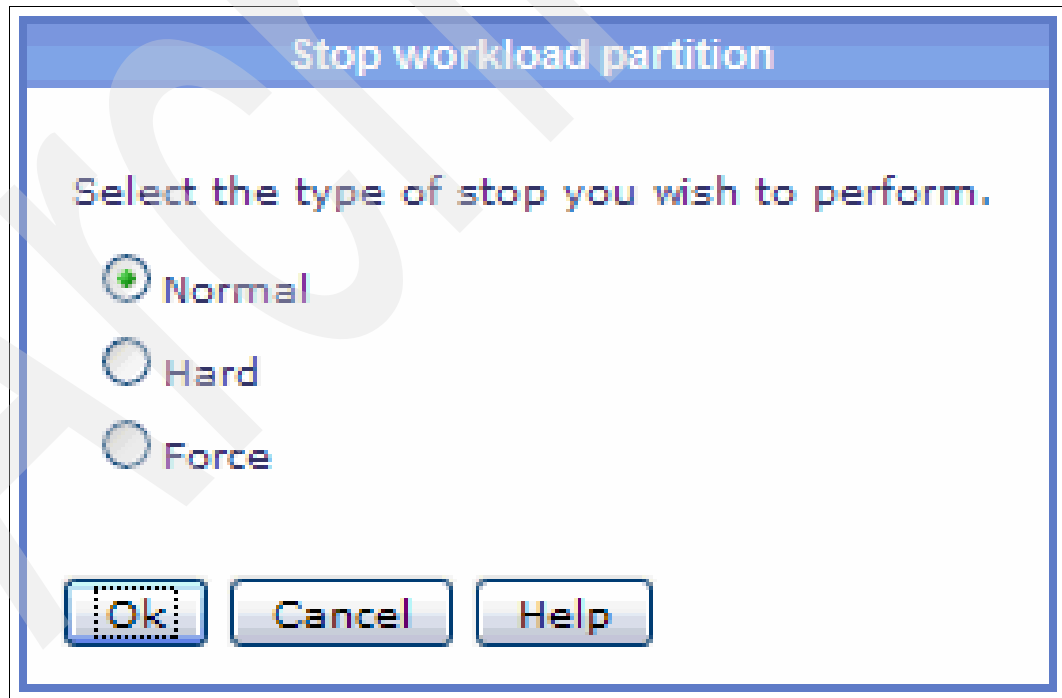 Stop workload partition
Select the type of stop you wish to perform.
Normal
Hard
Force
Ok Cancel Help